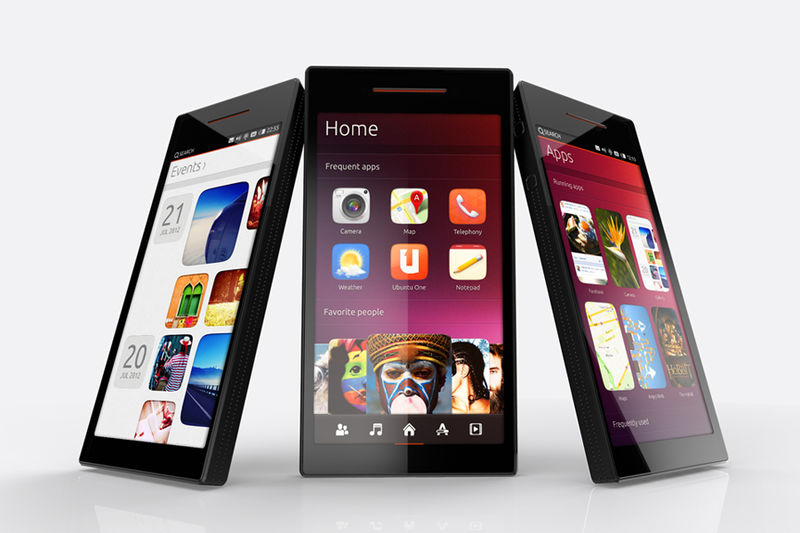 SEARCH
22:55
Events
21
JUL 2012
20
JUL 2012
Home
Frequent apps
Camera
Map
A
Telephony
Weather
Ubuntu One
Notepad
Favorite people
SEARCH
Apps
Running apps
Facebook
Camera
Gallery
Maps
Angry Birds
The Hobbit
Frequently used